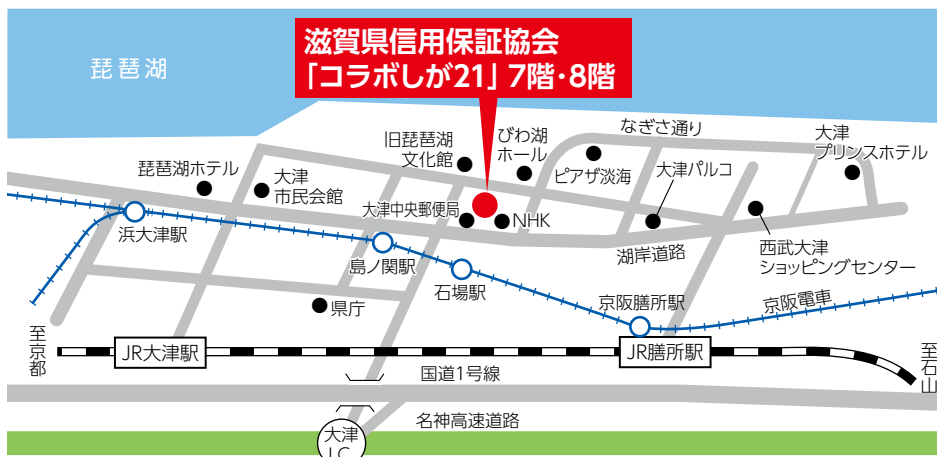 滋賀県信用保証協会
「コラボしが21」7階・8階
琵琶湖
旧琵琶湖
文化館
びわ湖
ホール
なぎさ通り
大津
プリンスホテル
琵琶湖ホテル
大津
市民会館
ピアザ淡海
大津パルコ
大津中央郵便局
NHK
浜大津駅
島ノ関駅
石場駅
湖岸道路
西武大津
ショッピングセンター
県庁
京阪膳所駅
京阪電車
至京都
JR大津駅
JR膳所駅
至石山
国道1号線
名神高速道路
大津
I.C.